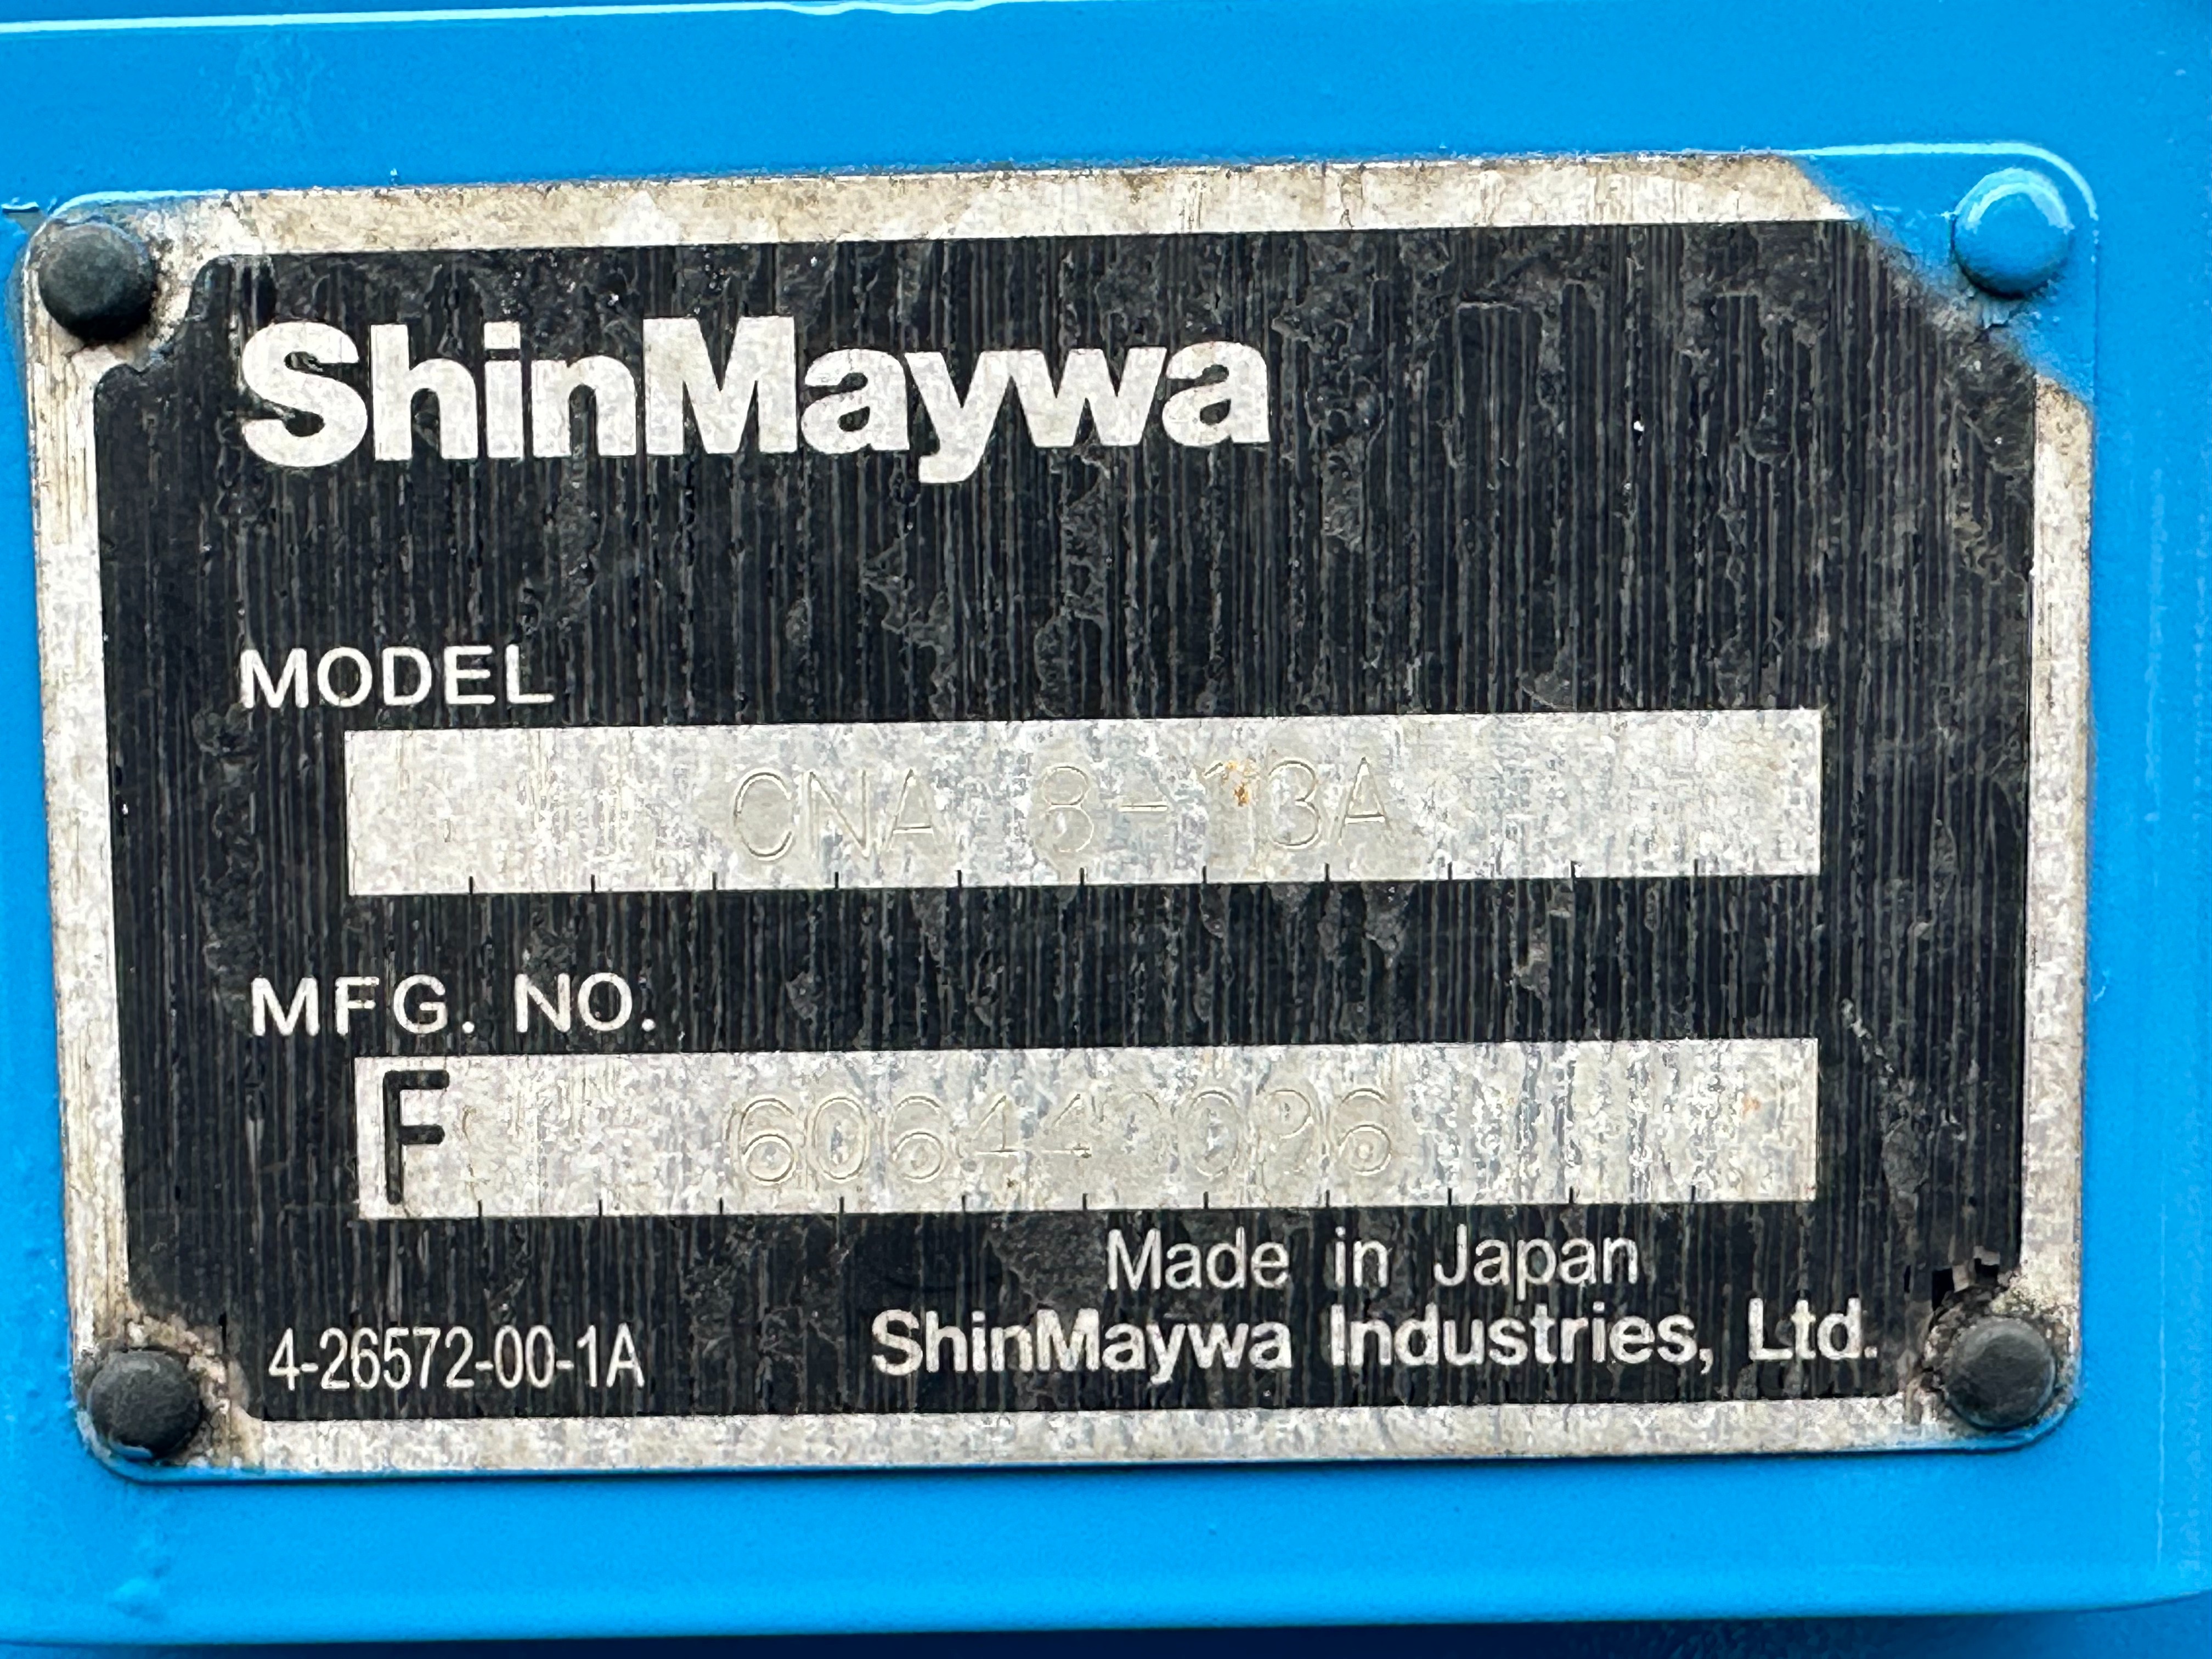 ShinMaywa
MODEL
CNA 8-13A
MFG. NO.
F
Made in Japan
4-26572-00-1A ShinMaywa Industries, Ltd.